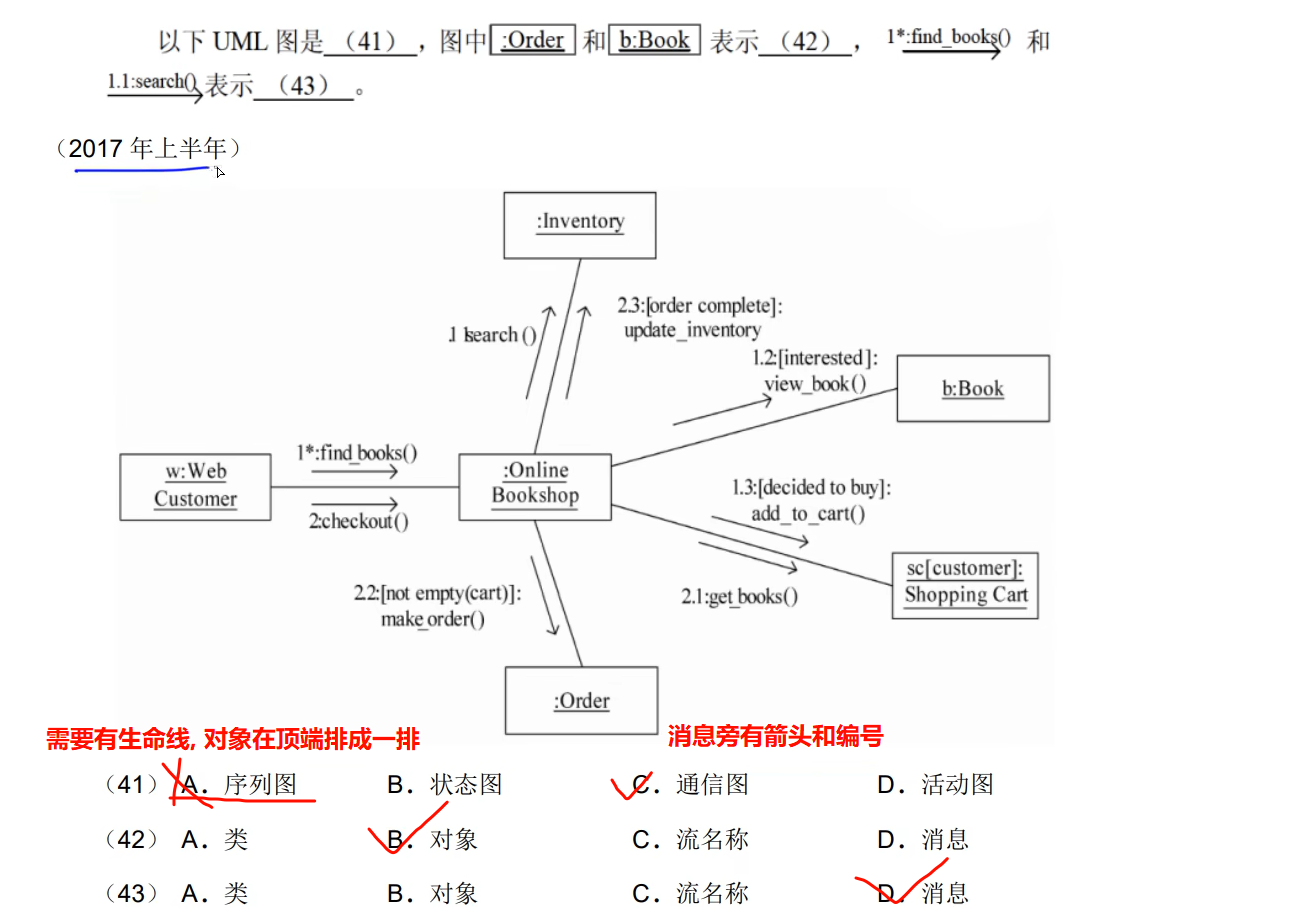 以下 UML 图是 （41） ，图中 :Order 和 b:Book 表示 （42） ， 1*:find_books() 和
1.1:search() 表示 （43） 。
（2017 年上半年）
:Inventory
2.3:[order complete]:
update_inventory
.1 1search ()
1.2:[interested]:
view_book()
b:Book
1*:find_books()
w:Web
Customer
:Online
Bookshop
2:checkout()
1.3:[decided to buy]:
add_to_cart()
sc[customer]:
Shopping Cart
2.1:get_books()
2.2:[not empty(cart)]:
make_order()
:Order
需要有生命线, 对象在顶端排成一排
消息旁有箭头和编号
（41） A．序列图 B．状态图 C．通信图 D．活动图
（42） A．类 B．对象 C．流名称 D．消息
（43） A．类 B．对象 C．流名称 D．消息